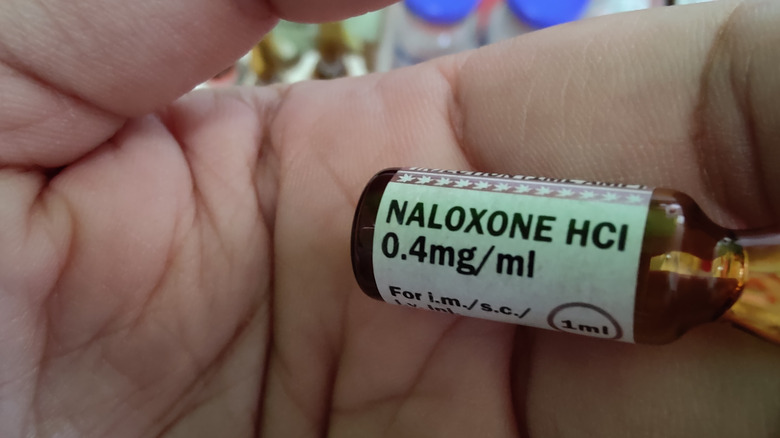 NALOXONE HCl
0.4mg/ml
For i.m./s.c./
1ml